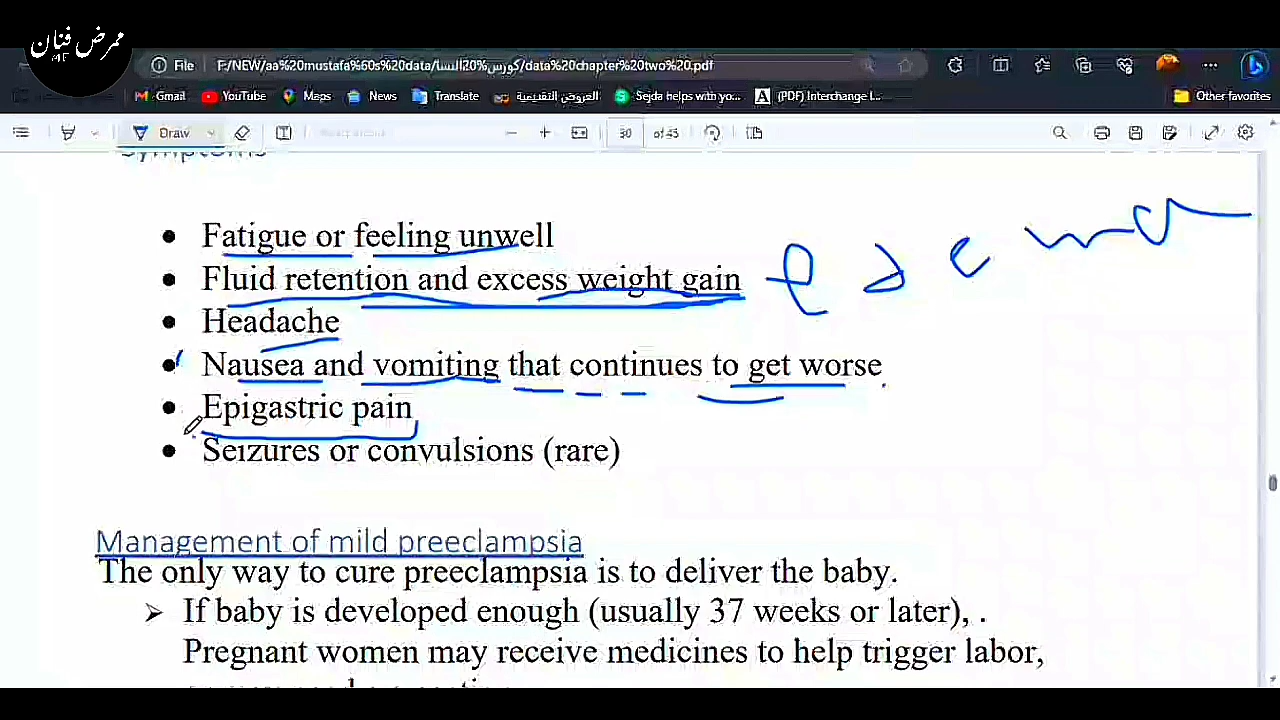 ممرض فنان
File F:/NEW/aa%20mustafa%60s%20data/كورس%20النسا/data%20chapter%20two%20.pdf
Gmail YouTube Maps News Translate العروض التقديمية Sejda helps with yo... (PDF) Interchange I... Other favorites
Draw 30 of 43
Symptoms
• Fatigue or feeling unwell
• Fluid retention and excess weight gain
edema
• Headache
• Nausea and vomiting that continues to get worse
• Epigastric pain
• Seizures or convulsions (rare)
Management of mild preeclampsia
The only way to cure preeclampsia is to deliver the baby.
➢ If baby is developed enough (usually 37 weeks or later), .
Pregnant women may receive medicines to help trigger labor,